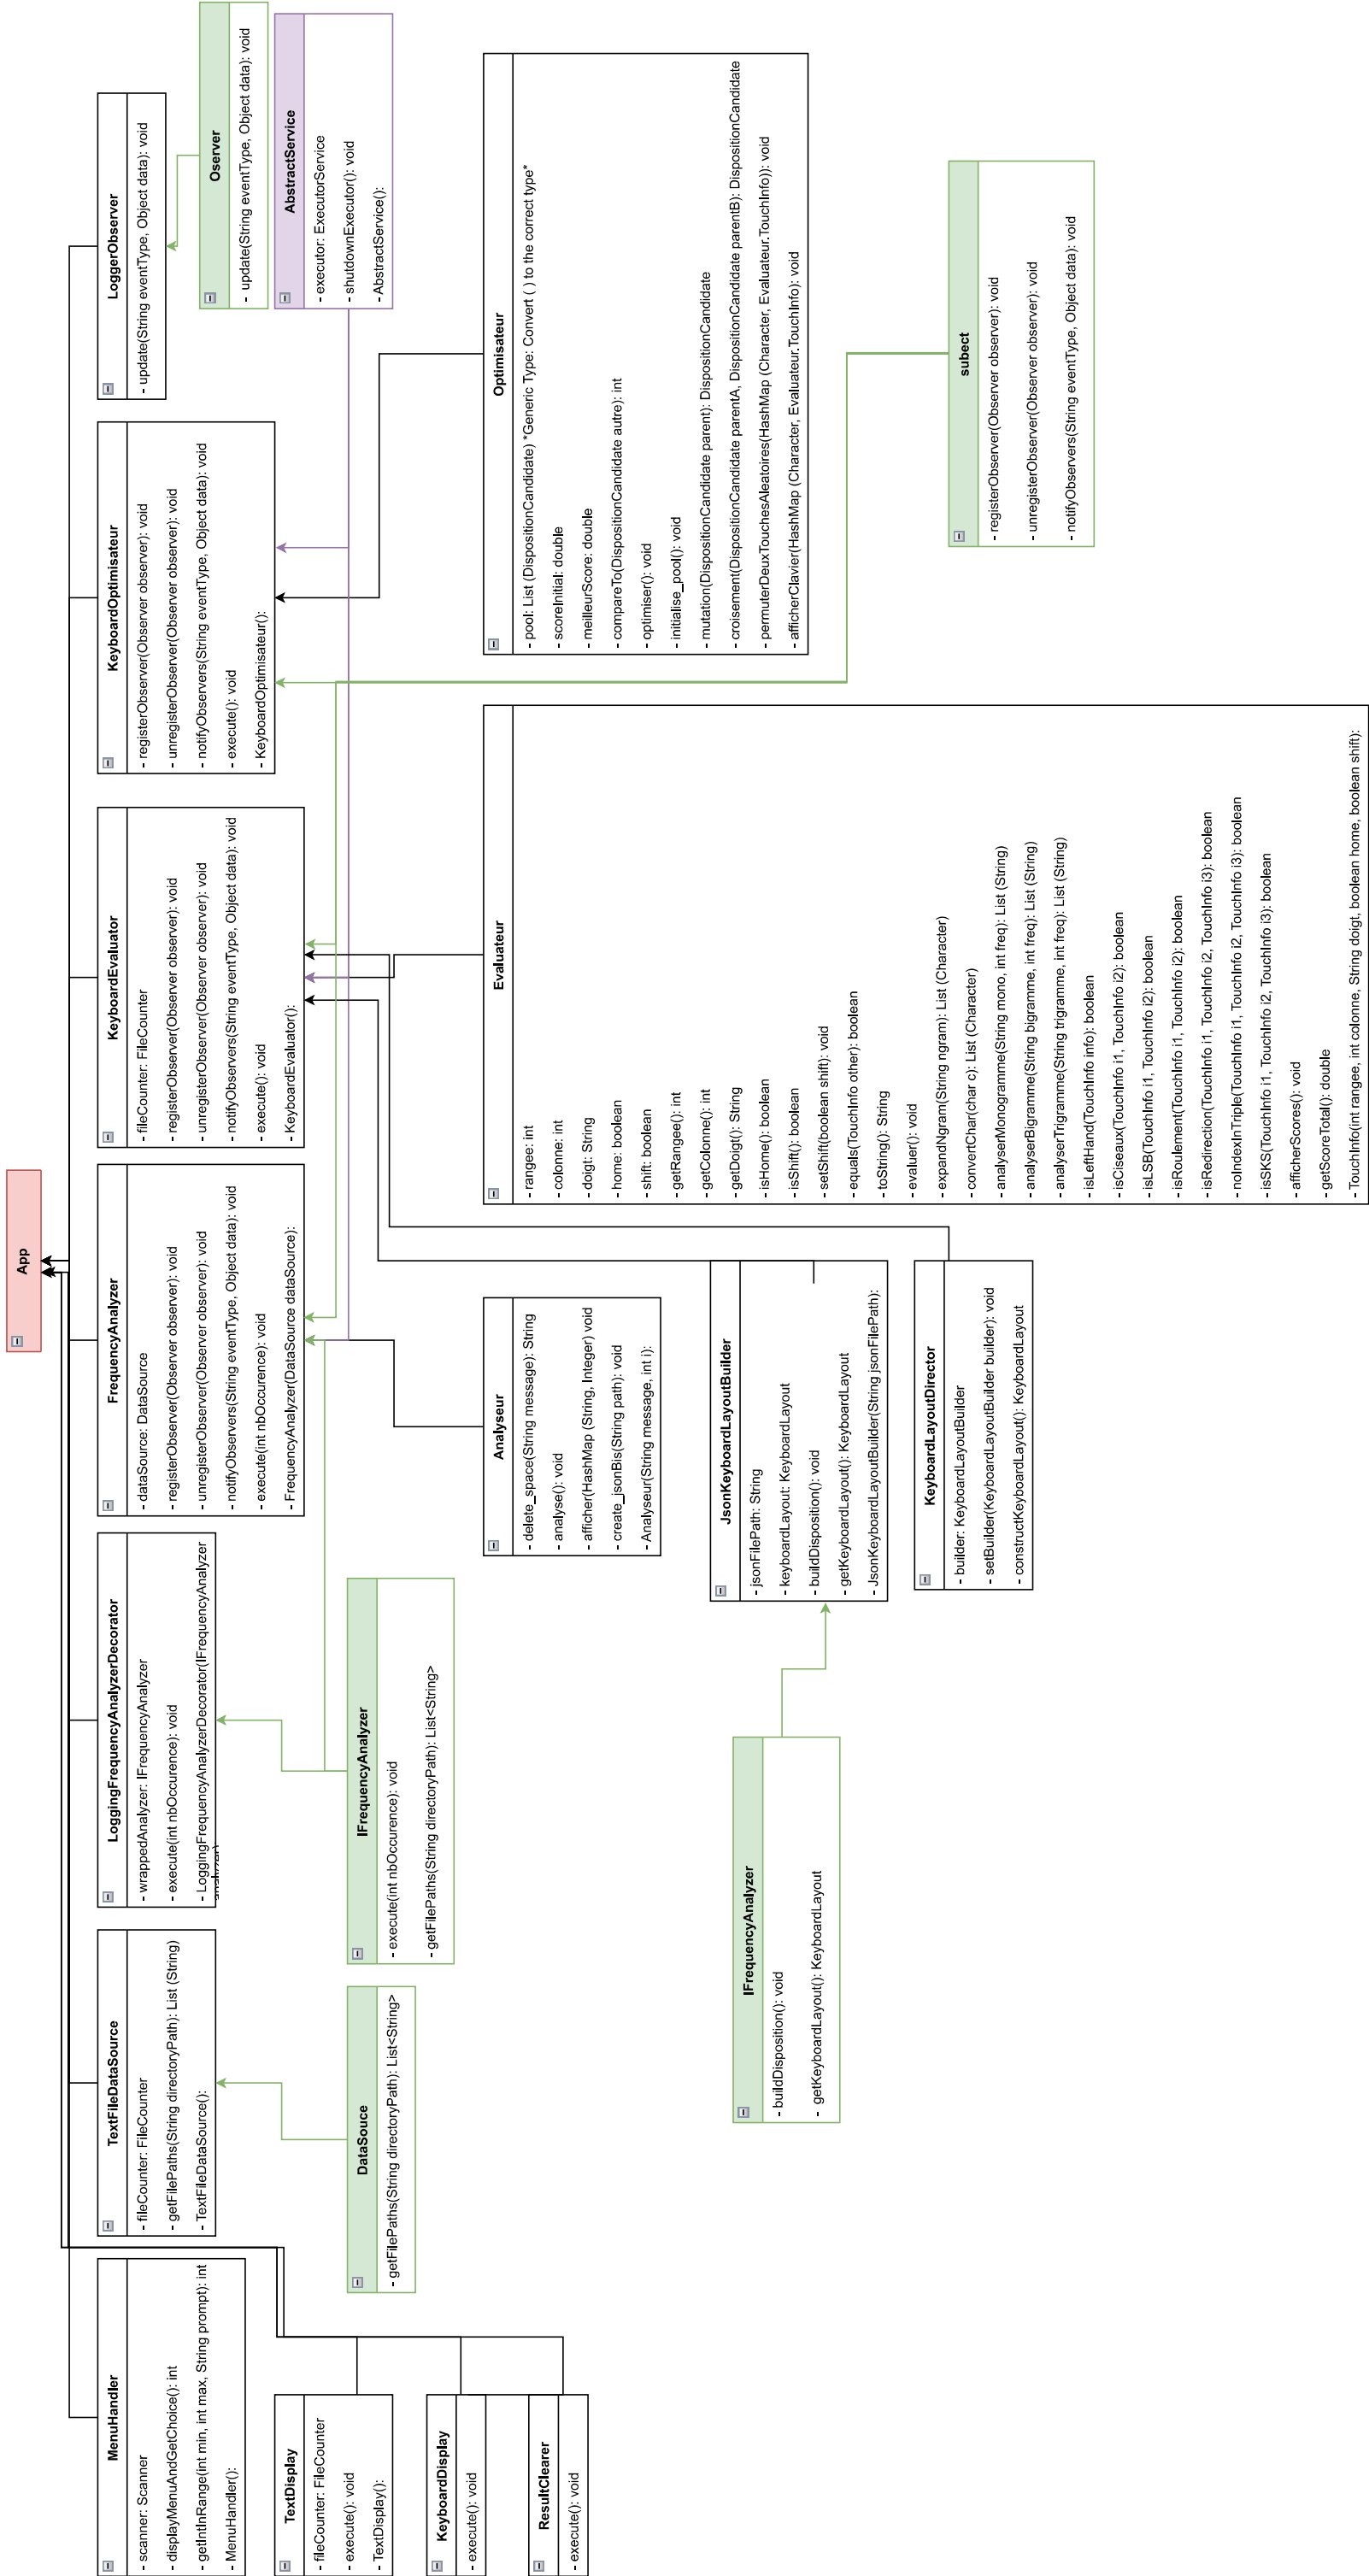 App
MenuHandler
- scanner: Scanner
- displayMenuAndGetChoice(): int
- getIntInRange(int min, int max, String prompt): int
- MenuHandler():
TextFileDataSource
- fileCounter: FileCounter
- getFilePaths(String directoryPath): List (String)
- TextFileDataSource():
LoggingFrequencyAnalyzerDecorator
- wrappedAnalyzer: IFrequencyAnalyzer
- execute(int nbOccurence): void
- LoggingFrequencyAnalyzerDecorator(IFrequencyAnalyzer
FrequencyAnalyzer
- dataSource: DataSource
- registerObserver(Observer observer): void
- unregisterObserver(Observer observer): void
- notifyObservers(String eventType, Object data): void
- execute(int nbOccurence): void
- FrequencyAnalyzer(DataSource dataSource):
KeyboardEvaluator
- fileCounter: FileCounter
- registerObserver(Observer observer): void
- unregisterObserver(Observer observer): void
- notifyObservers(String eventType, Object data): void
- execute(): void
- KeyboardEvaluator():
KeyboardOptimisateur
- registerObserver(Observer observer): void
- unregisterObserver(Observer observer): void
- notifyObservers(String eventType, Object data): void
- execute(): void
- KeyboardOptimisateur():
LoggerObserver
- update(String eventType, Object data): void
Oserver
- update(String eventType, Object data): void
AbstractService
- executor: ExecutorService
- shutdownExecutor(): void
- AbstractService():
TextDisplay
- fileCounter: FileCounter
- execute(): void
- TextDisplay():
KeyboardDisplay
- execute(): void
ResultClearer
- execute(): void
DataSouce
- getFilePaths(String directoryPath): List<String>
IFrequencyAnalyzer
- execute(int nbOccurence): void
- getFilePaths(String directoryPath): List<String>
Analyseur
- delete_space(String message): String
- analyse(): void
- afficher(HashMap (String, Integer) void
- create_jsonBis(String path): void
- Analyseur(String message, int i):
Evaluateur
- rangee: int
- colonne: int
- doigt: String
- home: boolean
- shift: boolean
- getRangee(): int
- getColonne(): int
- getDoigt(): String
- isHome(): boolean
- isShift(): boolean
- setShift(boolean shift): void
- equals(TouchInfo other): boolean
- toString(): String
- evaluer(): void
- expandNgram(String ngram): List (Character)
- convertChar(char c): List (Character)
- analyserMonogramme(String mono, int freq): List (String)
- analyserBigramme(String bigramme, int freq): List (String)
- analyserTrigramme(String trigramme, int freq): List (String)
- isLeftHand(TouchInfo info): boolean
- isCiseaux(TouchInfo i1, TouchInfo i2): boolean
- isLSB(TouchInfo i1, TouchInfo i2): boolean
- isRoulement(TouchInfo i1, TouchInfo i2): boolean
- isRedirection(TouchInfo i1, TouchInfo i2, TouchInfo i3): boolean
- noIndexInTriple(TouchInfo i1, TouchInfo i2, TouchInfo i3): boolean
- isSKS(TouchInfo i1, TouchInfo i2, TouchInfo i3): boolean
- afficherScores(): void
- getScoreTotal(): double
- TouchInfo(int rangee, int colonne, String doigt, boolean home, boolean shift):
Optimisateur
- pool: List (DispositionCandidate) *Generic Type: Convert ( ) to the correct type*
- scoreInitial: double
- meilleurScore: double
- compareTo(DispositionCandidate autre): int
- optimiser(): void
- initialise_pool(): void
- mutation(DispositionCandidate parent): DispositionCandidate
- croisement(DispositionCandidate parentA, DispositionCandidate parentB): DispositionCandidate
- permuterDeuxTouchesAleatoires(HashMap (Character, Evaluateur.TouchInfo)): void
- afficherClavier(HashMap (Character, Evaluateur.TouchInfo): void
JsonKeyboardLayoutBuilder
- jsonFilePath: String
- keyboardLayout: KeyboardLayout
- buildDisposition(): void
- getKeyboardLayout(): KeyboardLayout
- JsonKeyboardLayoutBuilder(String jsonFilePath):
IFrequencyAnalyzer
- buildDisposition(): void
- getKeyboardLayout(): KeyboardLayout
KeyboardLayoutDirector
- builder: KeyboardLayoutBuilder
- setBuilder(KeyboardLayoutBuilder builder): void
- constructKeyboardLayout(): KeyboardLayout
subect
- registerObserver(Observer observer): void
- unregisterObserver(Observer observer): void
- notifyObservers(String eventType, Object data): void